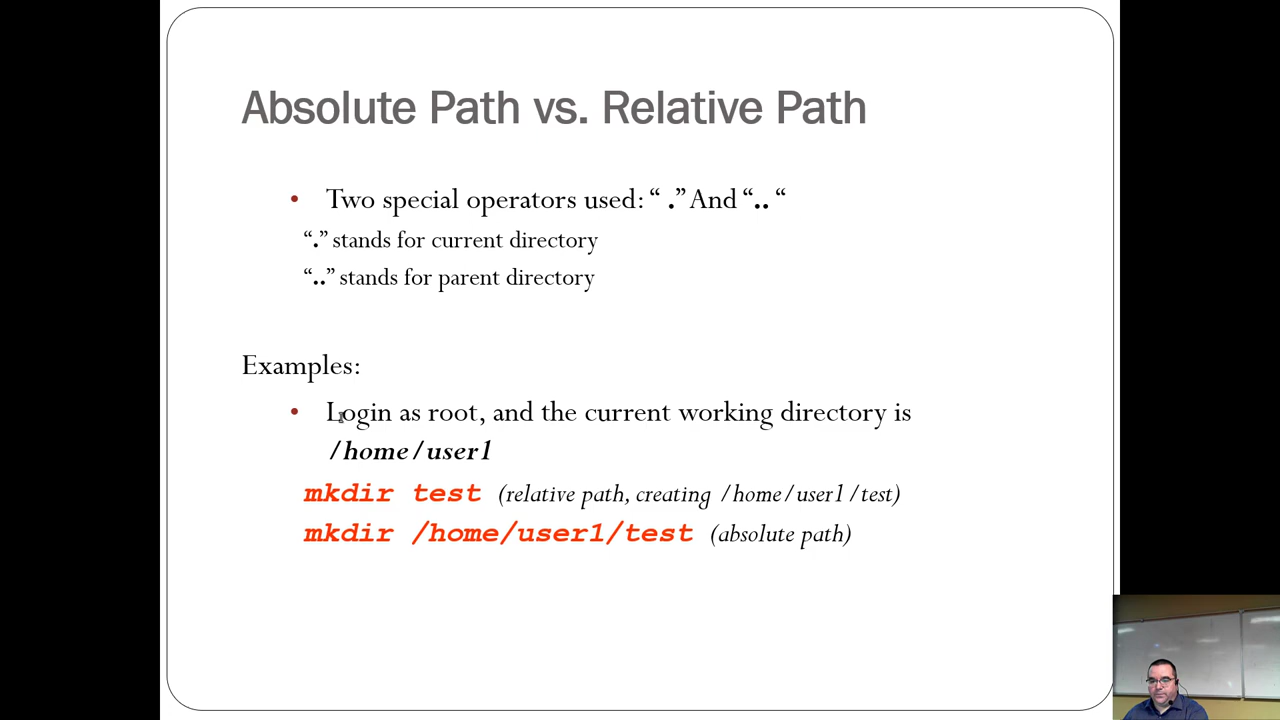 Absolute Path vs. Relative Path
• Two special operators used: “ .” And “.. “
“.” stands for current directory
“..” stands for parent directory
Examples:
• Login as root, and the current working directory is
/home/user1
mkdir test (relative path, creating /home/user1/test)
mkdir /home/user1/test (absolute path)